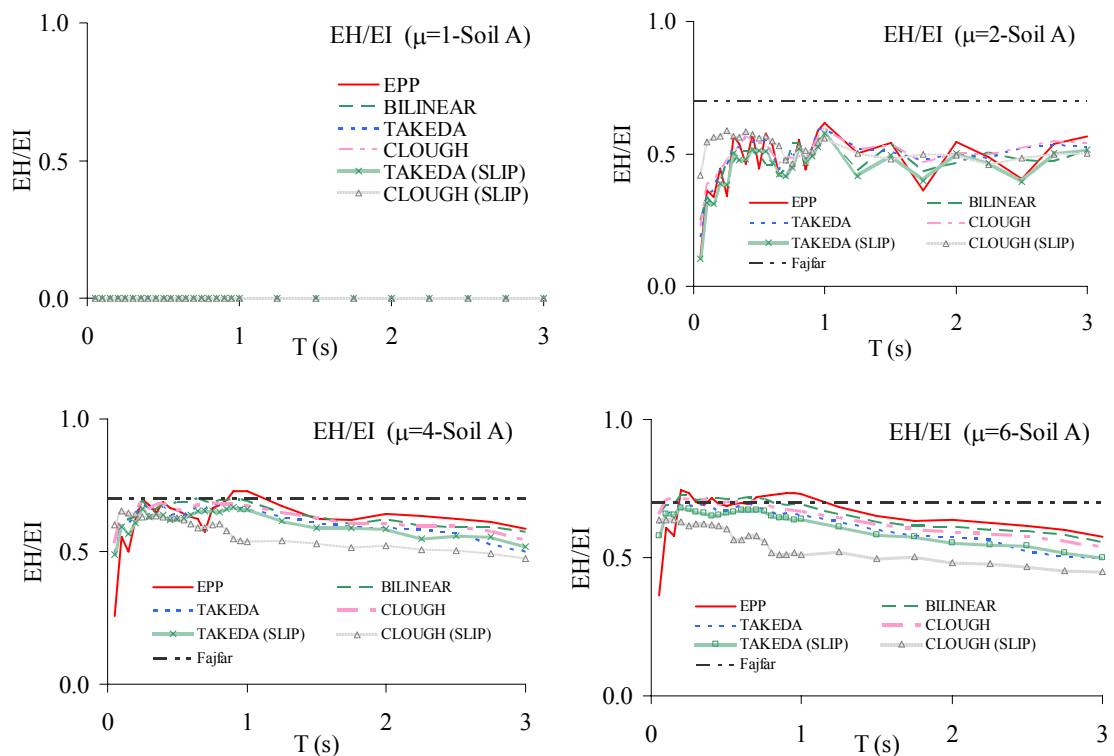 EH/EI (μ=1-Soil A)
1.0
0.5
0.0
EH/EI
EPP
BILINEAR
TAKEDA
CLOUGH
TAKEDA (SLIP)
CLOUGH (SLIP)
0 1 2 3
T (s)
EH/EI (μ=2-Soil A)
1.0
0.5
0.0
EH/EI
EPP BILINEAR
TAKEDA CLOUGH
TAKEDA (SLIP) CLOUGH (SLIP)
Fajfar
0 1 2 3
T (s)
EH/EI (μ=4-Soil A)
1.0
0.5
0.0
EH/EI
EPP BILINEAR
TAKEDA CLOUGH
TAKEDA (SLIP) CLOUGH (SLIP)
Fajfar
0 1 2 3
T (s)
EH/EI (μ=6-Soil A)
1.0
0.5
0.0
EH/EI
EPP BILINEAR
TAKEDA CLOUGH
TAKEDA (SLIP) CLOUGH (SLIP)
Fajfar
0 1 2 3
T (s)